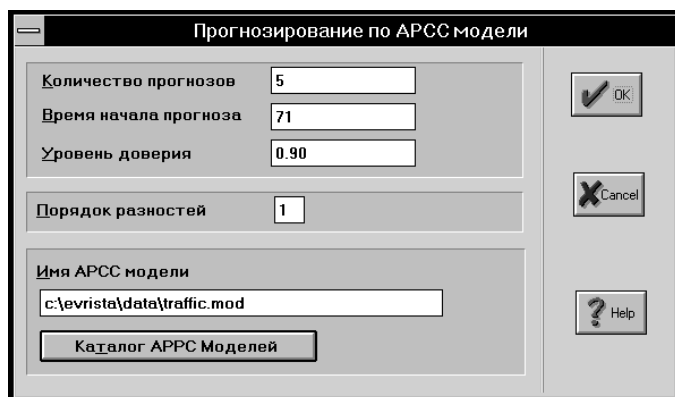 Прогнозирование по АРСС модели
Количество прогнозов 5
Время начала прогноза 71
Уровень доверия 0.90
Порядок разностей 1
Имя АРСС модели
c:\evrista\data\traffic.mod
Каталог АРРС Моделей
OK
Cancel
Help